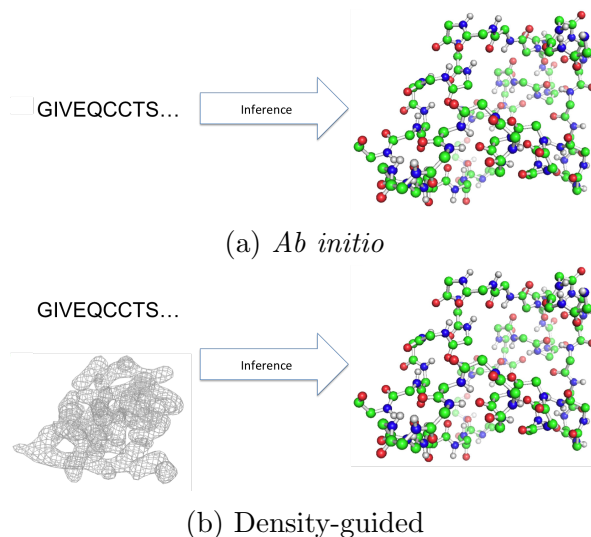 GIVEQCCTS...
Inference
(a) Ab initio
GIVEQCCTS...
Inference
(b) Density-guided